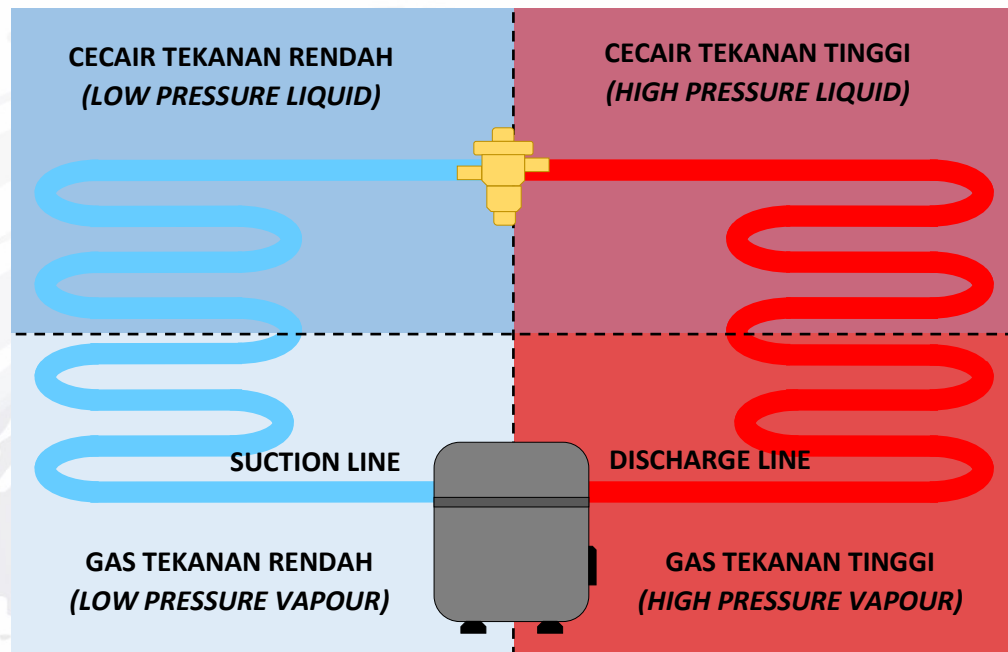 CECAIR TEKANAN RENDAH
(LOW PRESSURE LIQUID)
CECAIR TEKANAN TINGGI
(HIGH PRESSURE LIQUID)
SUCTION LINE
DISCHARGE LINE
GAS TEKANAN RENDAH
(LOW PRESSURE VAPOUR)
GAS TEKANAN TINGGI
(HIGH PRESSURE VAPOUR)